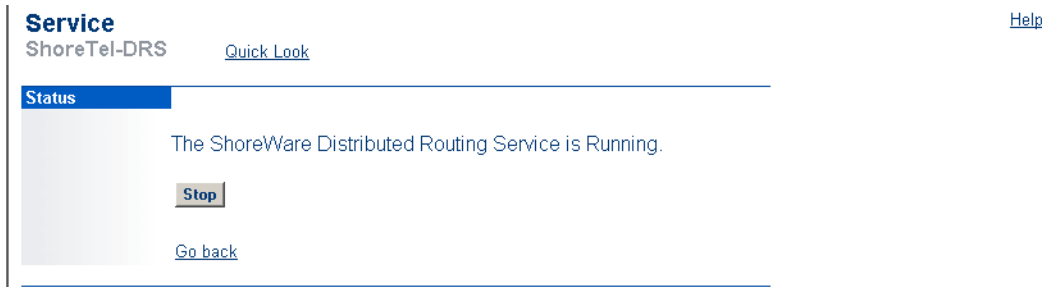 Service
Help
ShoreTel-DRS
Quick Look
Status
The ShoreWare Distributed Routing Service is Running.
Stop
Go back